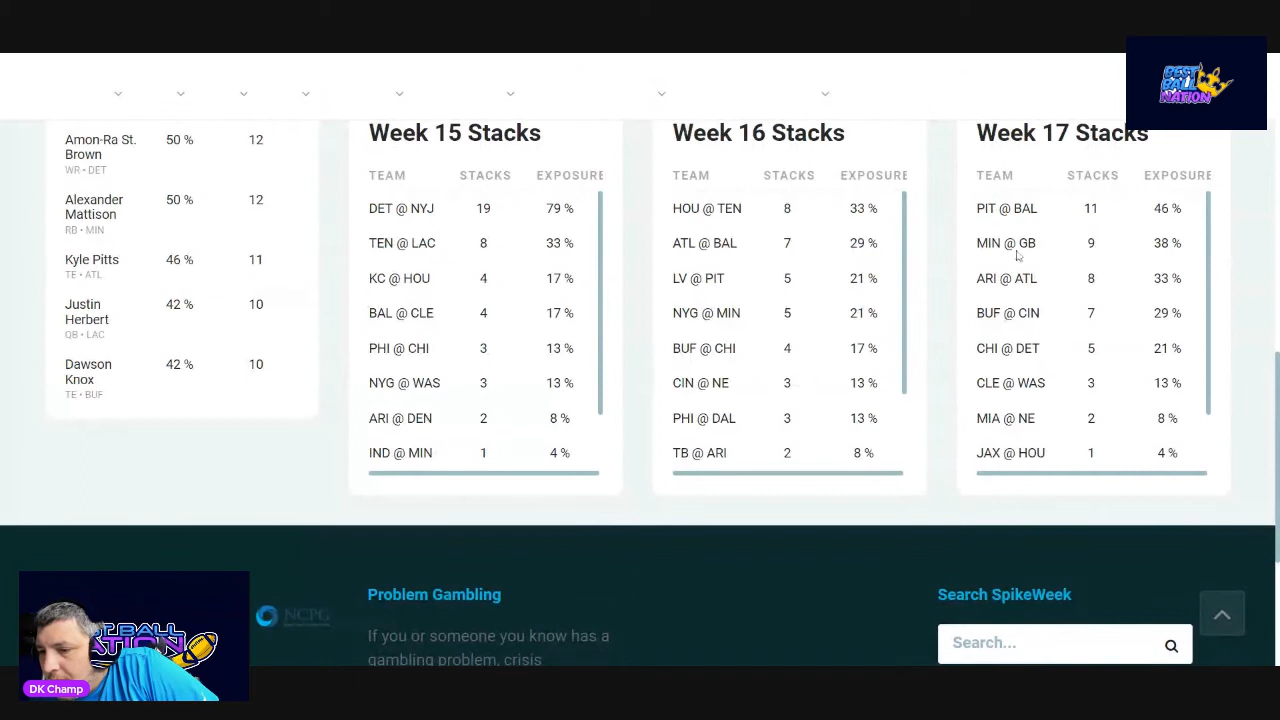 BEST
BALL
NATION
Amon-Ra St.
Brown
WR • DET
50 %
12
Alexander
Mattison
RB • MIN
50 %
12
Kyle Pitts
TE • ATL
46 %
11
Justin
Herbert
QB • LAC
42 %
10
Dawson
Knox
TE • BUF
42 %
10
Week 15 Stacks
TEAM STACKS EXPOSURE
DET @ NYJ 19 79 %
TEN @ LAC 8 33 %
KC @ HOU 4 17 %
BAL @ CLE 4 17 %
PHI @ CHI 3 13 %
NYG @ WAS 3 13 %
ARI @ DEN 2 8 %
IND @ MIN 1 4 %
Week 16 Stacks
TEAM STACKS EXPOSURE
HOU @ TEN 8 33 %
ATL @ BAL 7 29 %
LV @ PIT 5 21 %
NYG @ MIN 5 21 %
BUF @ CHI 4 17 %
CIN @ NE 3 13 %
PHI @ DAL 3 13 %
TB @ ARI 2 8 %
Week 17 Stacks
TEAM STACKS EXPOSURE
PIT @ BAL 11 46 %
MIN @ GB 9 38 %
ARI @ ATL 8 33 %
BUF @ CIN 7 29 %
CHI @ DET 5 21 %
CLE @ WAS 3 13 %
MIA @ NE 2 8 %
JAX @ HOU 1 4 %
NCPG
Problem Gambling
If you or someone you know has a
gambling problem, crisis
Search SpikeWeek
Search...
BALL
NATION
DK Champ